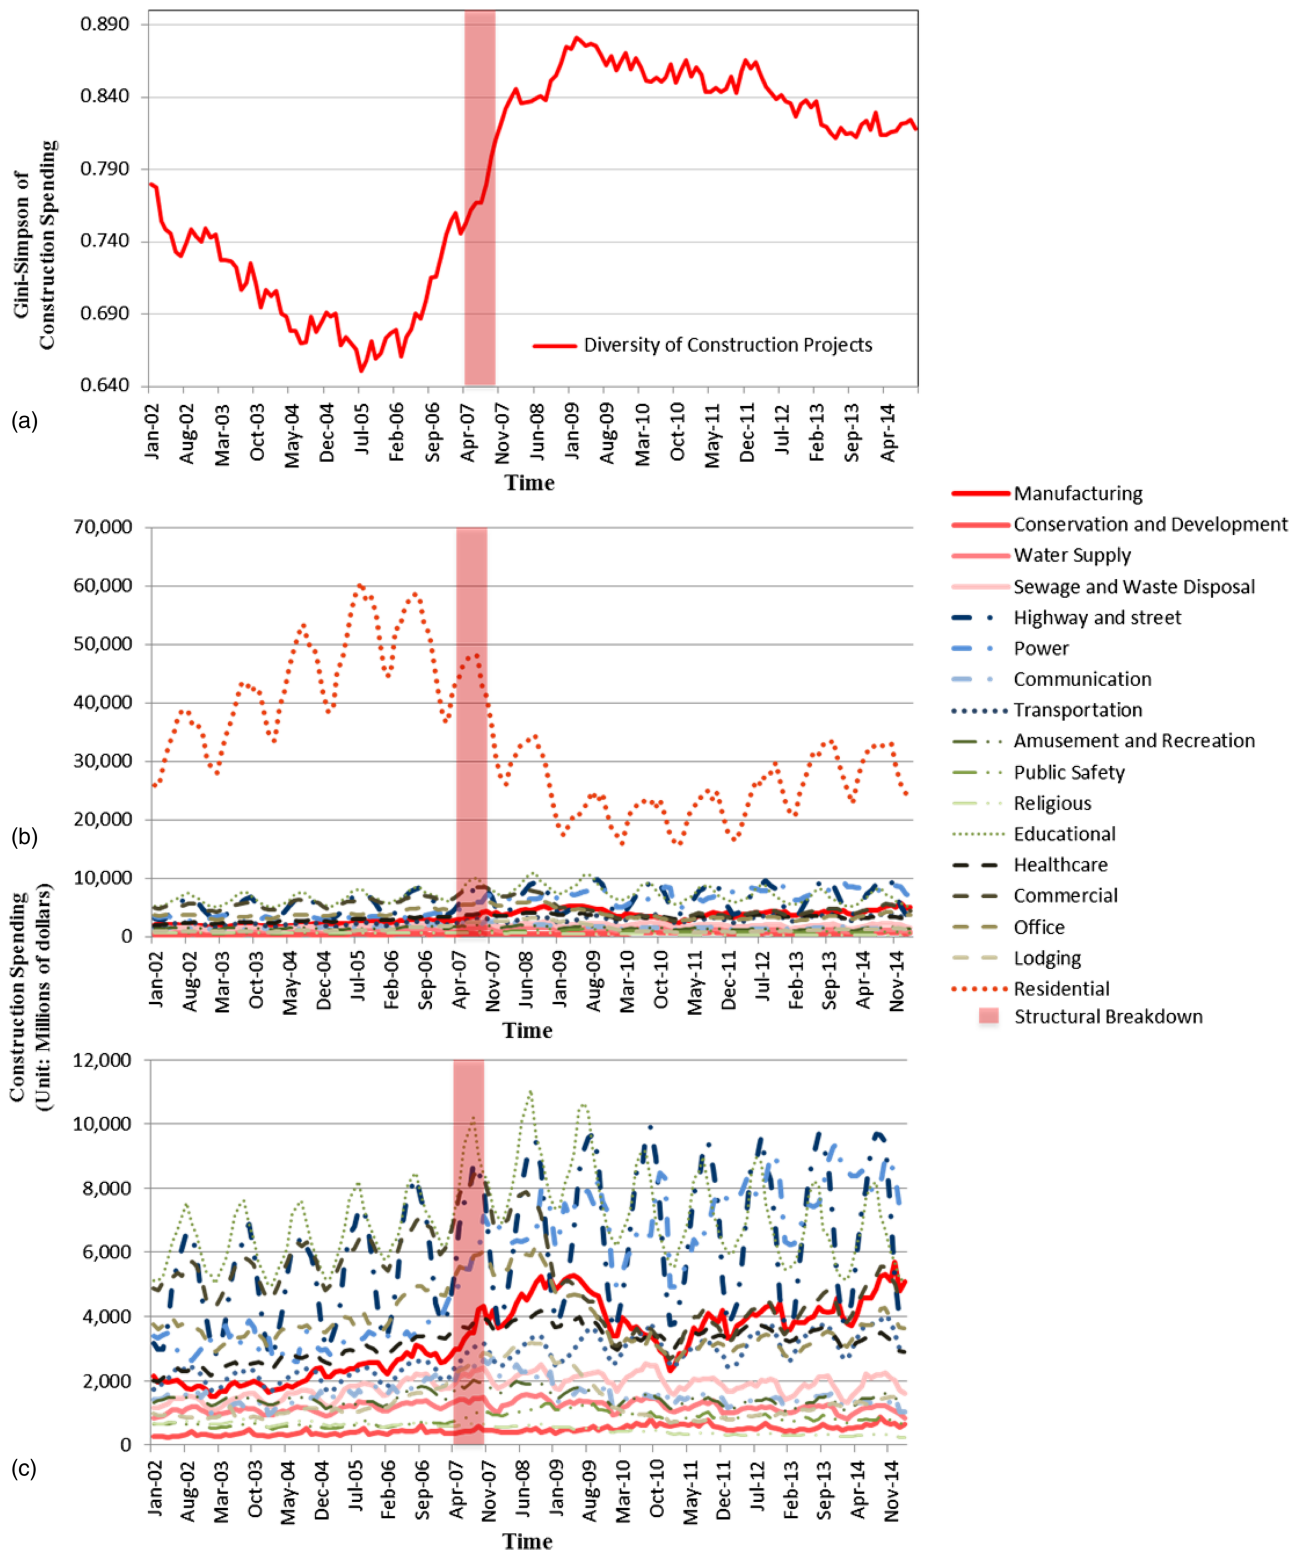 0.890
0.840
0.790
0.740
0.690
0.640
Gini-Simpson of
Construction Spending
Diversity of Construction Projects
(a)
Jan-02 Aug-02 Mar-03 Oct-03 May-04 Dec-04 Jul-05 Feb-06 Sep-06 Apr-07 Nov-07 Jun-08 Jan-09 Aug-09 Mar-10 Oct-10 May-11 Dec-11 Jul-12 Feb-13 Sep-13 Apr-14
Time
70,000
60,000
50,000
40,000
30,000
20,000
10,000
0
(b)
Jan-02 Aug-02 Mar-03 Oct-03 May-04 Dec-04 Jul-05 Feb-06 Sep-06 Apr-07 Nov-07 Jun-08 Jan-09 Aug-09 Mar-10 Oct-10 May-11 Dec-11 Jul-12 Feb-13 Sep-13 Apr-14 Nov-14
Time
Manufacturing
Conservation and Development
Water Supply
Sewage and Waste Disposal
Highway and street
Power
Communication
Transportation
Amusement and Recreation
Public Safety
Religious
Educational
Healthcare
Commercial
Office
Lodging
Residential
Structural Breakdown
Construction Spending
(Unit: Millions of dollars)
12,000
10,000
8,000
6,000
4,000
2,000
0
(c)
Jan-02 Aug-02 Mar-03 Oct-03 May-04 Dec-04 Jul-05 Feb-06 Sep-06 Apr-07 Nov-07 Jun-08 Jan-09 Aug-09 Mar-10 Oct-10 May-11 Dec-11 Jul-12 Feb-13 Sep-13 Apr-14 Nov-14
Time